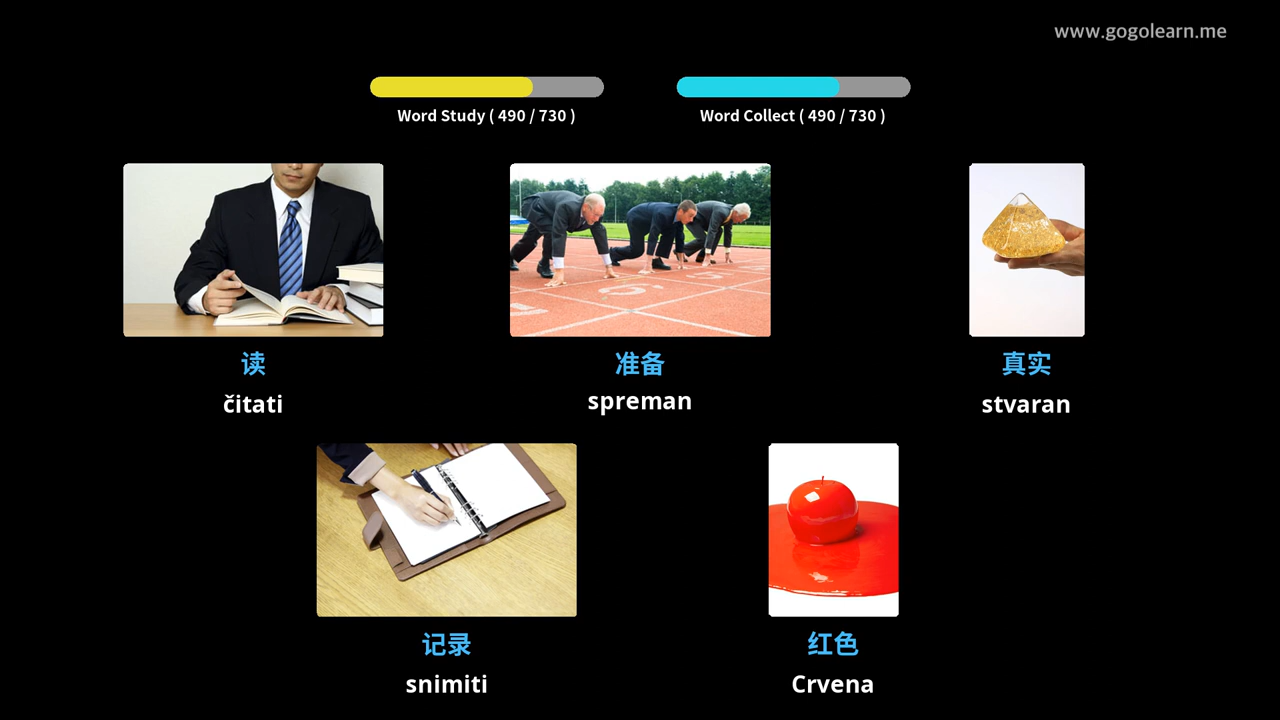 www.gogolearn.me
Word Study ( 490 / 730 )
Word Collect ( 490 / 730 )
读
čitati
准备
spreman
真实
stvaran
记录
snimiti
红色
Crvena